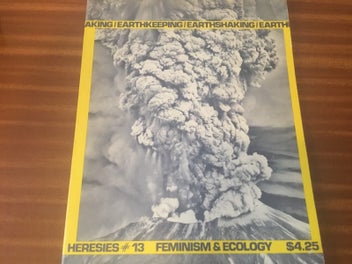 AKING/EARTHKEEPING/EARTHSHAKING/EARTH
HERESIES #13 FEMINISM & ECOLOGY $4.25